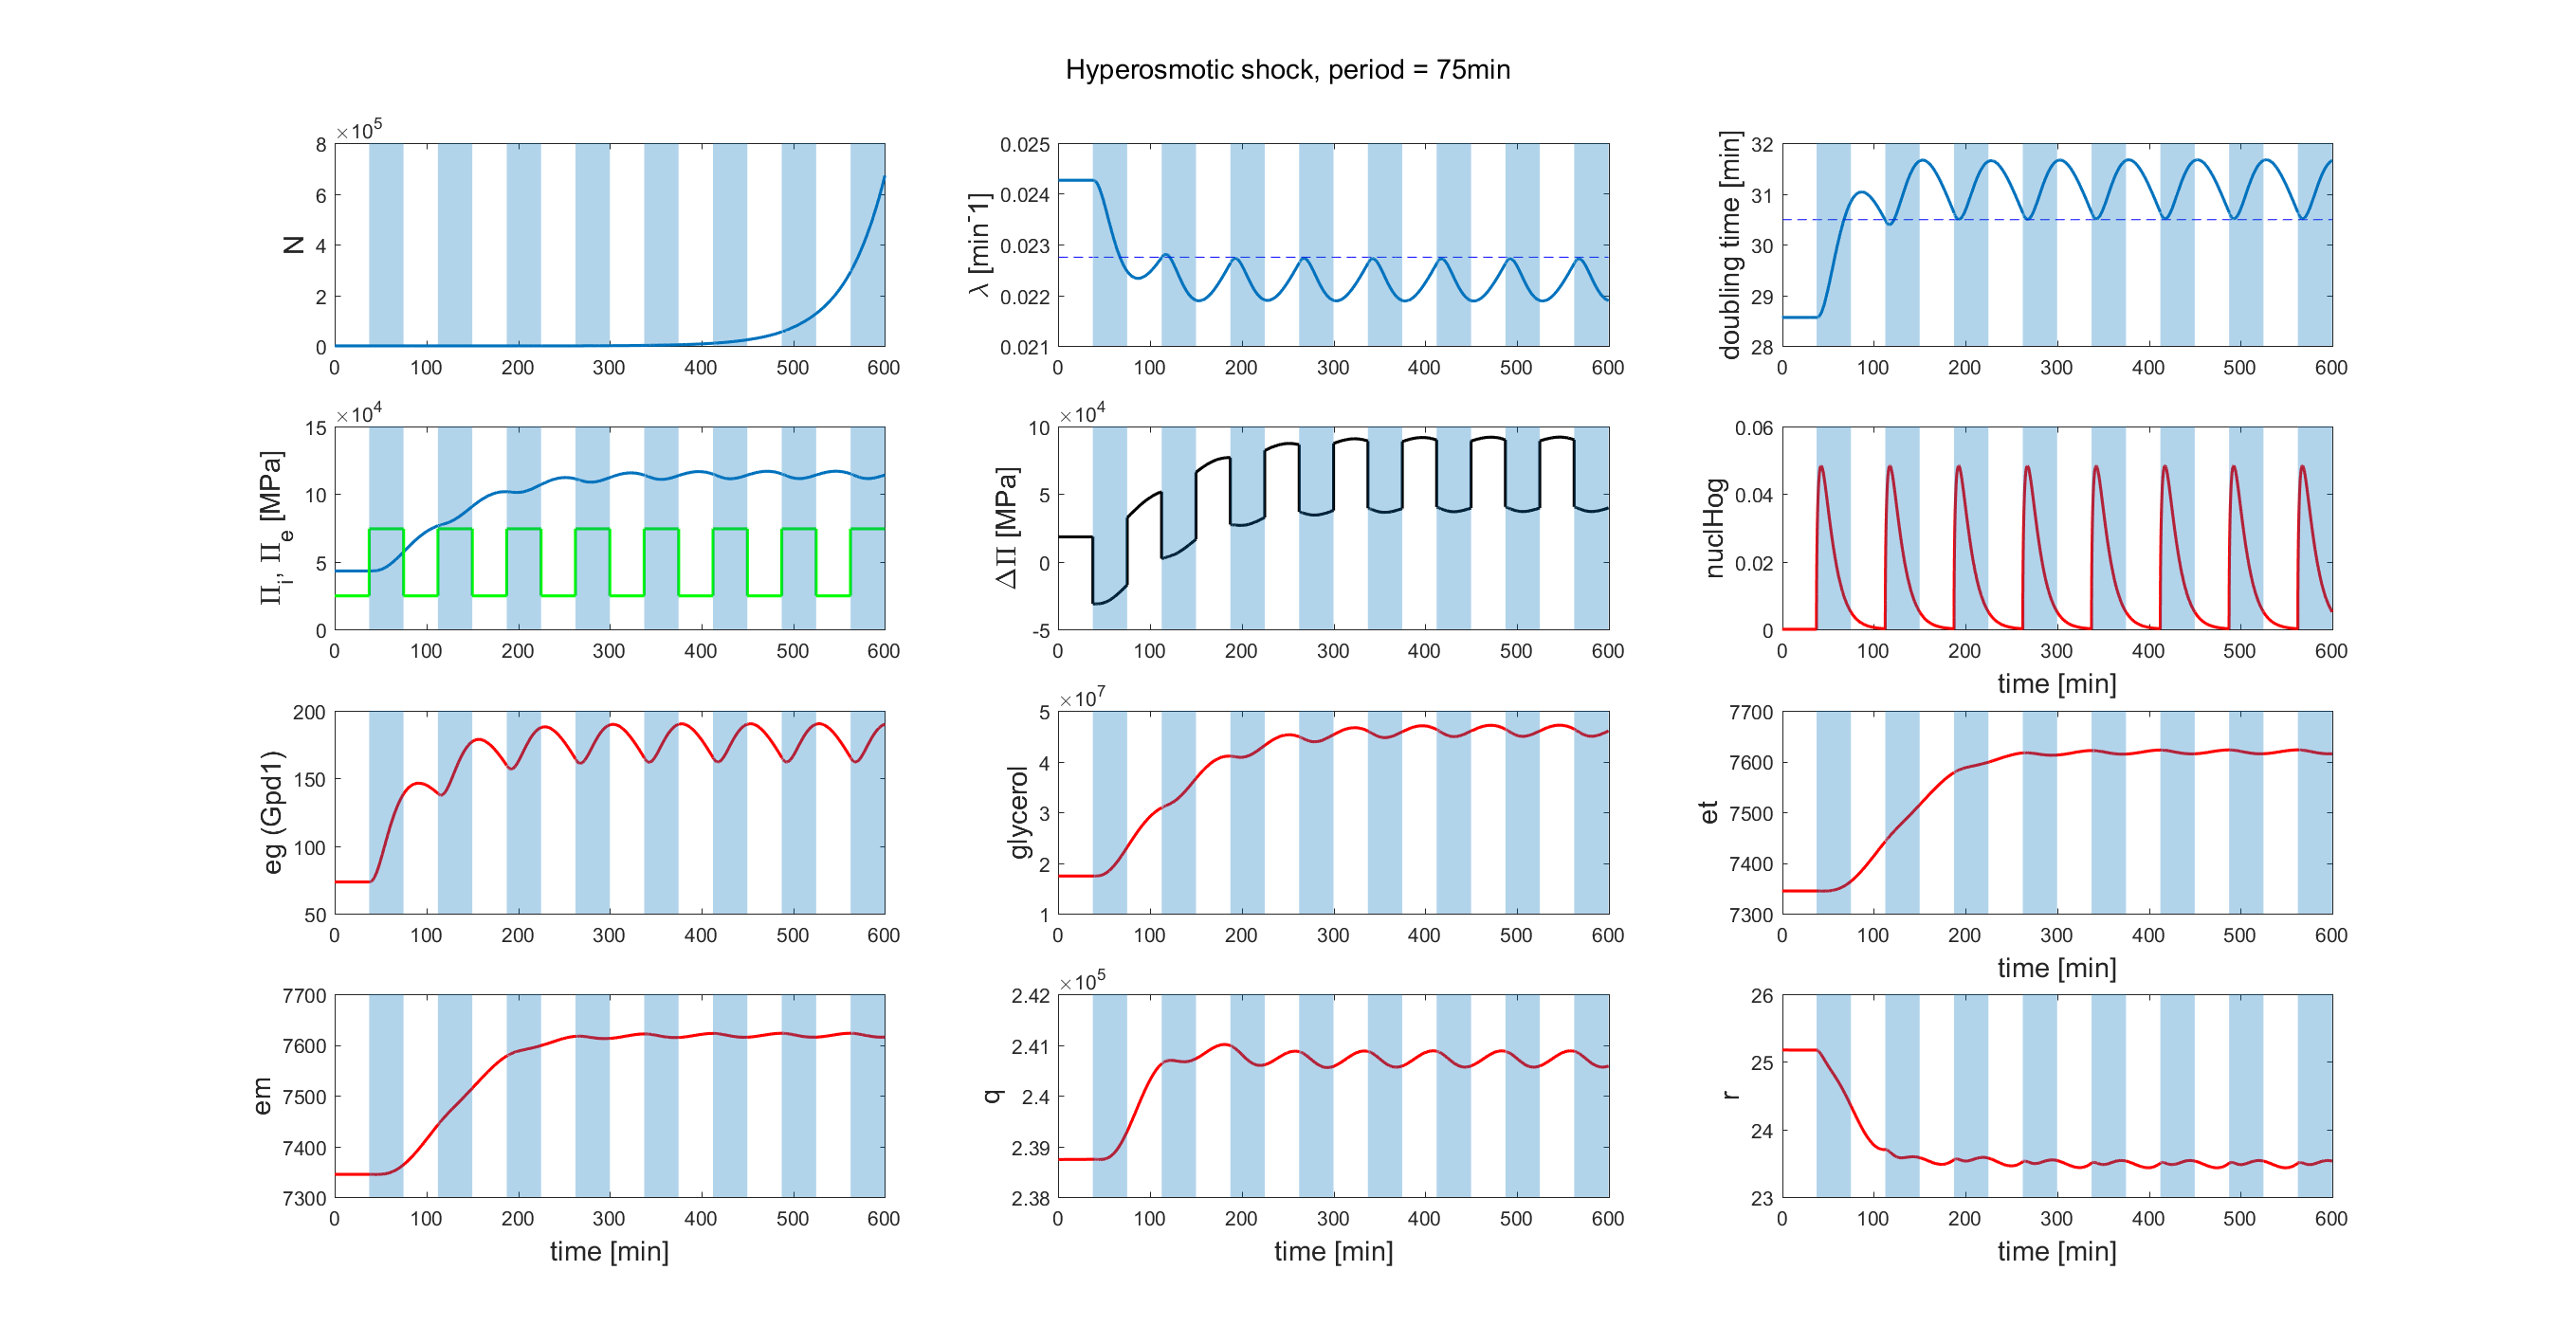 Hyperosmotic shock, period = 75min
×10^5
8
6
4
2
0
N
0 100 200 300 400 500 600
0.025
0.024
0.023
0.022
0.021
λ [min^-1]
0 100 200 300 400 500 600
32
31
30
29
28
doubling time [min]
0 100 200 300 400 500 600
×10^4
15
10
5
0
Π_i, Π_e [MPa]
0 100 200 300 400 500 600
×10^4
10
5
0
-5
ΔΠ [MPa]
0 100 200 300 400 500 600
0.06
0.04
0.02
0
nuclHog
0 100 200 300 400 500 600
time [min]
200
150
100
50
eg (Gpd1)
0 100 200 300 400 500 600
×10^7
5
4
3
2
1
glycerol
0 100 200 300 400 500 600
7700
7600
7500
7400
7300
et
0 100 200 300 400 500 600
time [min]
7700
7600
7500
7400
7300
em
0 100 200 300 400 500 600
time [min]
×10^5
2.42
2.41
2.4
2.39
2.38
q
0 100 200 300 400 500 600
time [min]
26
25
24
23
r
0 100 200 300 400 500 600
time [min]